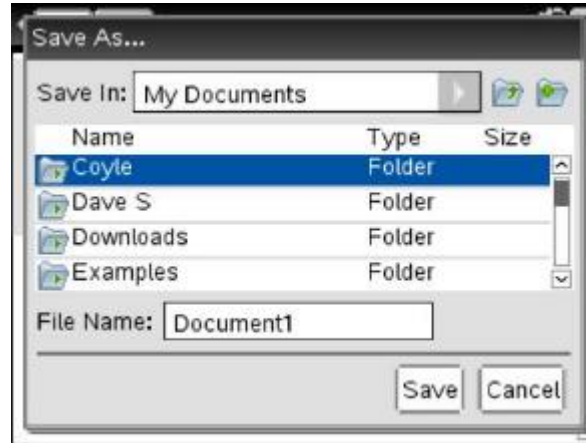 Save As...
Save In: My Documents
Name Type Size
Coyle Folder
Dave S Folder
Downloads Folder
Examples Folder
File Name: Document1
Save Cancel